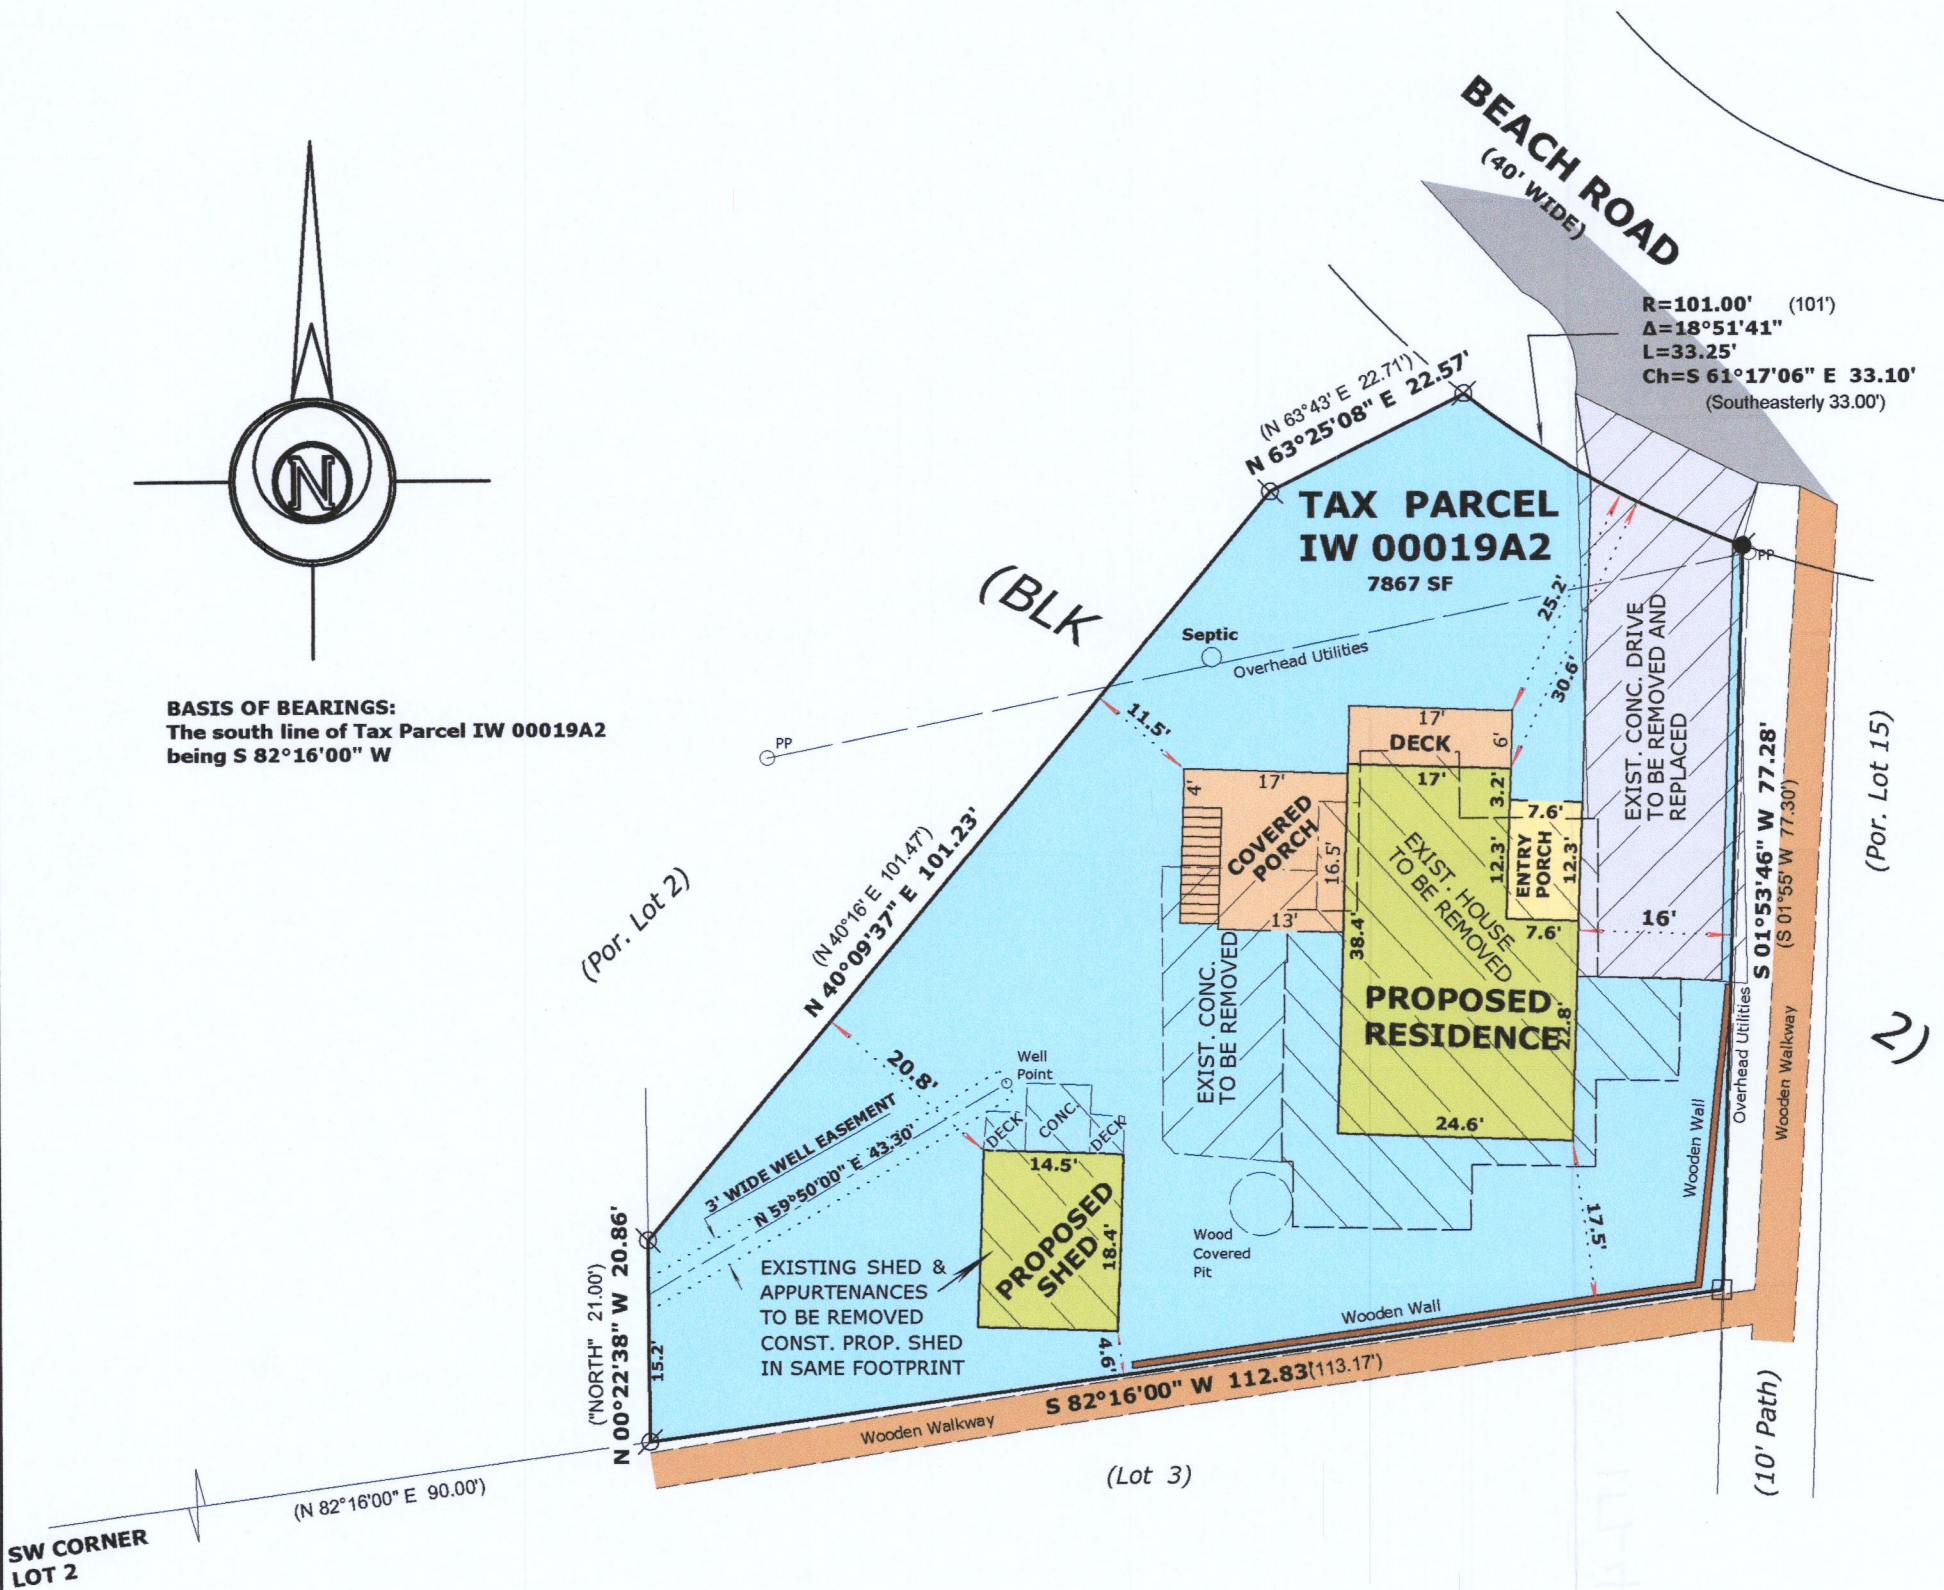 BEACH ROAD
(40' WIDE)
R=101.00' (101')
Δ=18°51'41"
L=33.25'
Ch=S 61°17'06" E 33.10'
(Southeasterly 33.00')
(N 63°43' E 22.71')
N 63°25'08" E 22.57'
N
TAX PARCEL
IW 00019A2
7867 SF
(BLK
2)
PP
Septic
Overhead Utilities
25.2'
30.6'
EXIST. CONC. DRIVE
TO BE REMOVED AND
REPLACED
BASIS OF BEARINGS:
The south line of Tax Parcel IW 00019A2
being S 82°16'00" W
PP
11.5'
17'
DECK
6'
17'
3.2'
4'
17'
COVERED
PORCH
16.5'
13'
7.6'
ENTRY
PORCH
12.3'
12.3'
7.6'
16'
EXIST. HOUSE
TO BE REMOVED
38.4'
PROPOSED
RESIDENCE
22.8'
24.6'
S 01°53'46" W 77.28'
(S 01°55' W 77.30')
(Por. Lot 15)
(Por. Lot 2)
(N 40°16' E 101.47')
N 40°09'37" E 101.23'
EXIST. CONC.
TO BE REMOVED
20.8'
Well
Point
3' WIDE WELL EASEMENT
N 59°50'00" E 43.30'
DECK
CONC.
DECK
14.5'
PROPOSED
SHED
18.4'
4.6'
Wood
Covered
Pit
17.5'
Wooden Wall
Overhead Utilities
Wooden Walkway
Wooden Wall
EXISTING SHED &
APPURTENANCES
TO BE REMOVED
CONST. PROP. SHED
IN SAME FOOTPRINT
("NORTH" 21.00')
N 00°22'38" W 20.86'
15.2'
S 82°16'00" W 112.83'(113.17')
Wooden Walkway
(Lot 3)
(10' Path)
(N 82°16'00" E 90.00')
SW CORNER
LOT 2